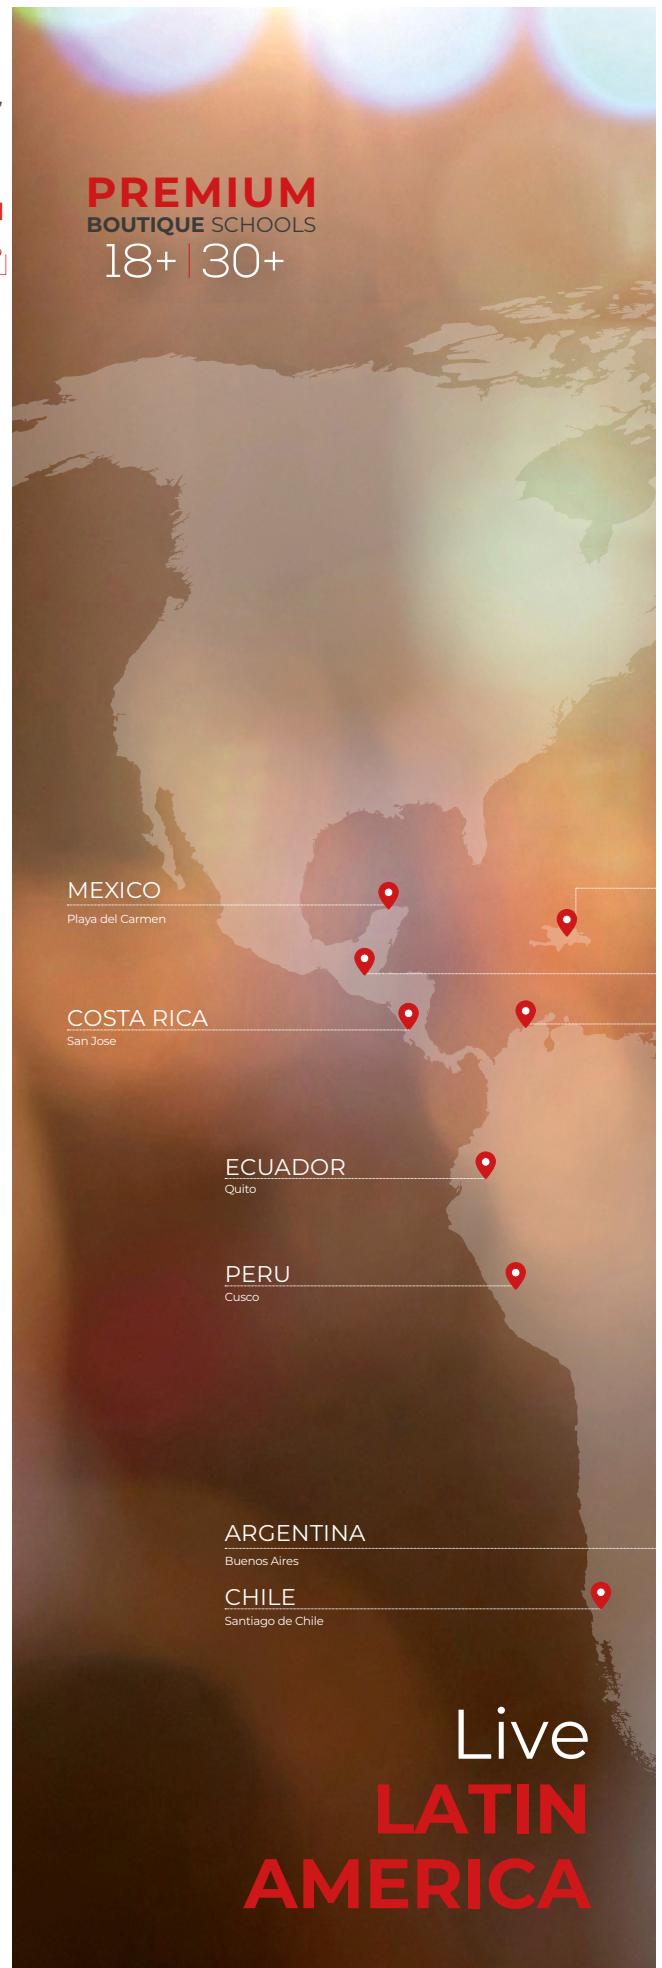 PREMIUM
BOUTIQUE SCHOOLS
18+ 30+
MEXICO
Playa del Carmen
COSTA RICA
San Jose
ECUADOR
Quito
PERU
Cusco
ARGENTINA
Buenos Aires
CHILE
Santiago de Chile
Live
LATIN
AMERICA